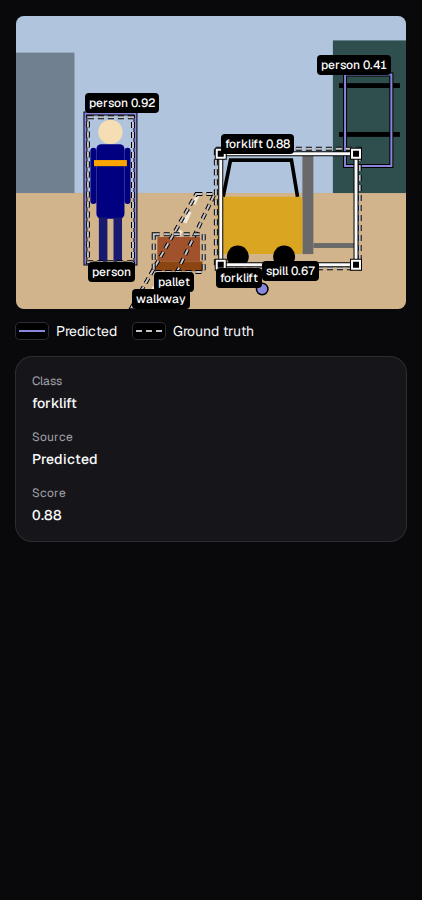 person 0.41
person 0.92
forklift 0.88
person
spill 0.67
forklift
pallet
walkway
Predicted
Ground truth
Class
forklift
Source
Predicted
Score
0.88